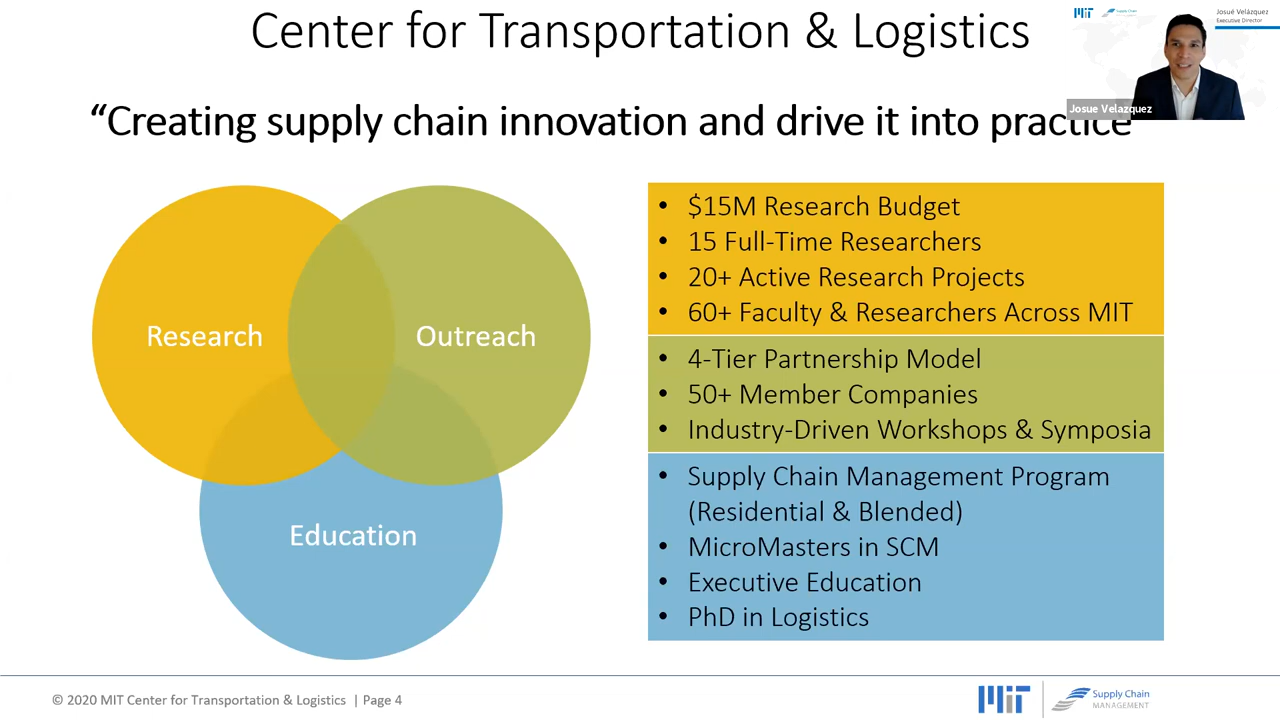 Center for Transportation & Logistics
MiT
Josué Velázquez
Executive Director
Josue Velazquez
“Creating supply chain innovation and drive it into practice
Research
Outreach
Education
• $15M Research Budget
• 15 Full-Time Researchers
• 20+ Active Research Projects
• 60+ Faculty & Researchers Across MIT
• 4-Tier Partnership Model
• 50+ Member Companies
• Industry-Driven Workshops & Symposia
• Supply Chain Management Program
(Residential & Blended)
• MicroMasters in SCM
• Executive Education
• PhD in Logistics
© 2020 MIT Center for Transportation & Logistics | Page 4
MiT
Supply Chain
MANAGEMENT